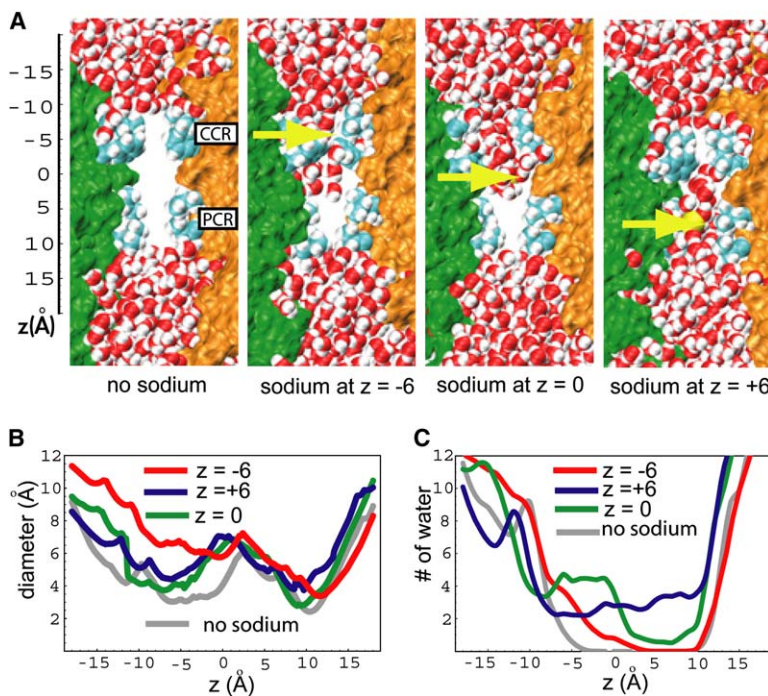 A
-15
-10
-5
0
5
10
15
z(Å)
CCR
PCR
no sodium
sodium at z = -6
sodium at z = 0
sodium at z = +6
B
12
10
8
6
4
2
diameter (Å)
z = -6
z =+6
z = 0
no sodium
-15 -10 -5 0 5 10 15
z (Å)
C
12
10
8
6
4
2
# of water
z = -6
z =+6
z = 0
no sodium
-15 -10 -5 0 5 10 15
z (Å)